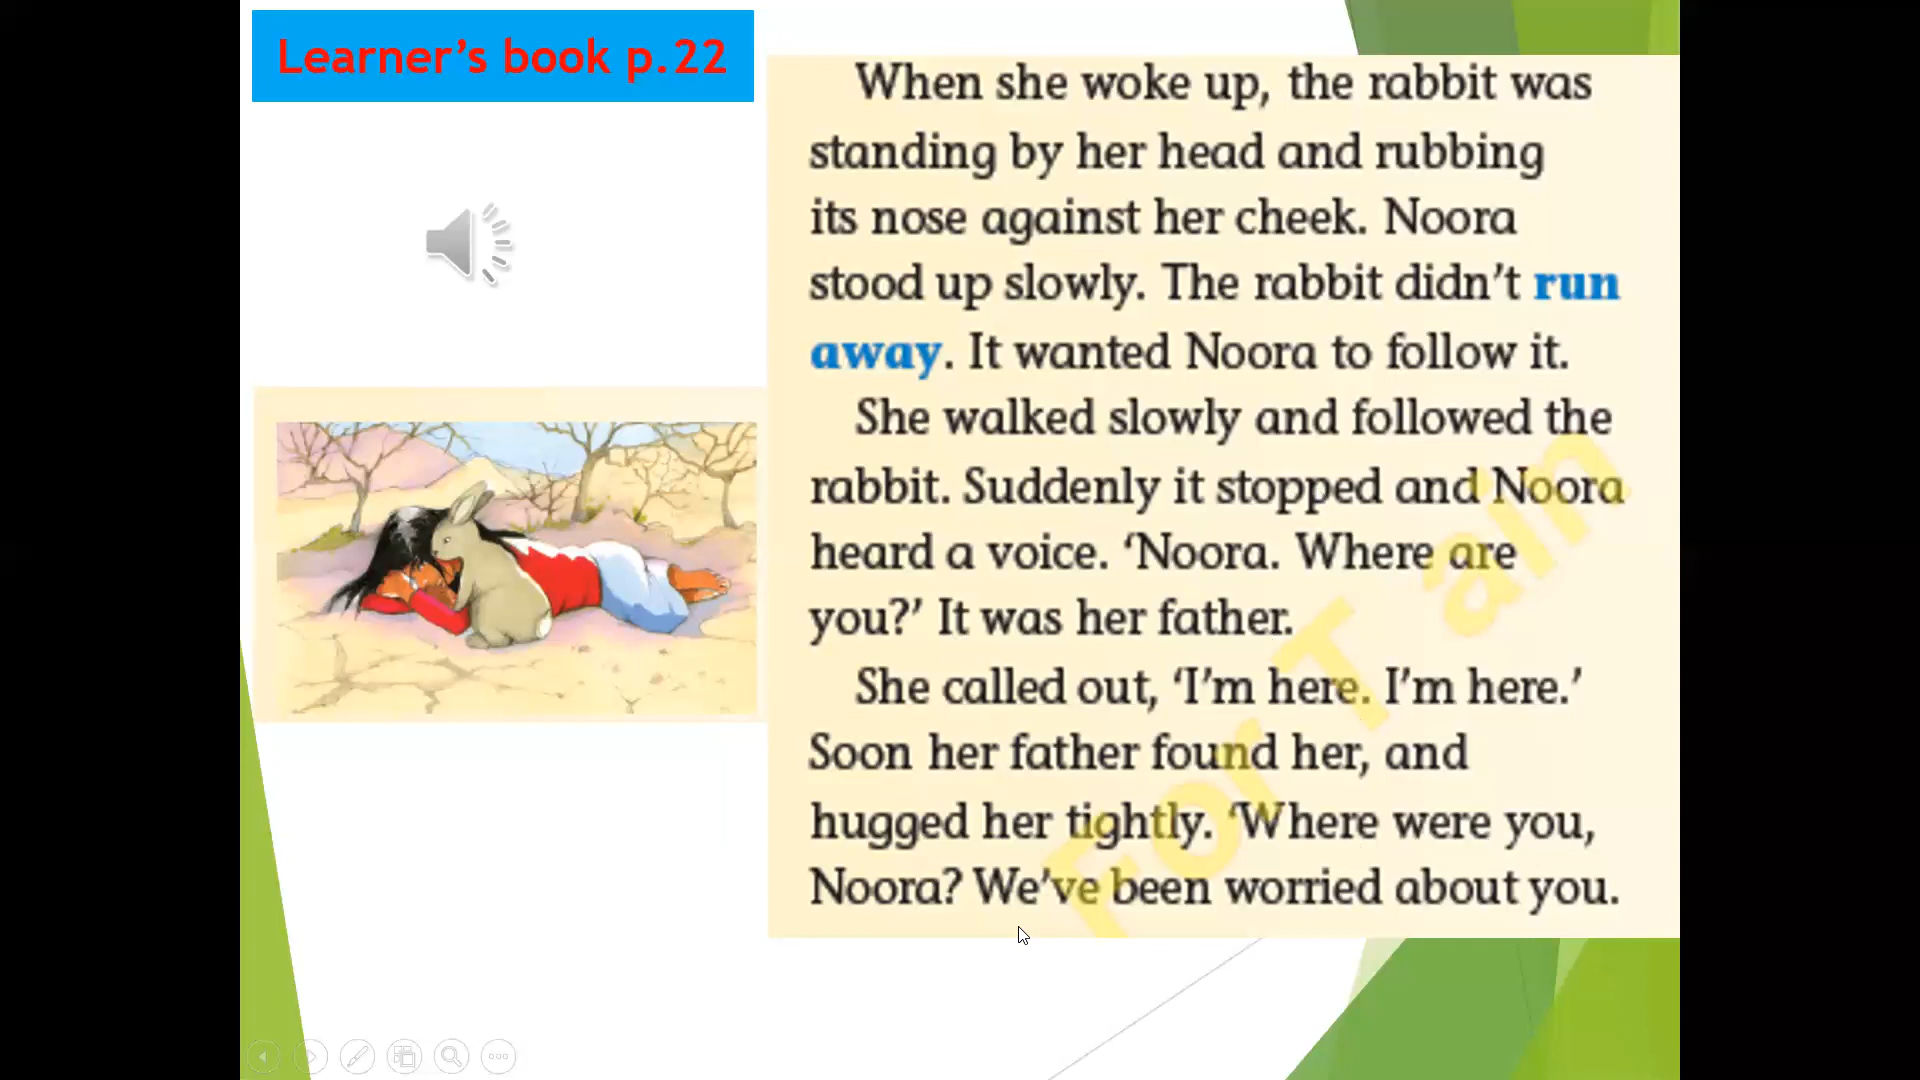 Learner's book p.22
When she woke up, the rabbit was
standing by her head and rubbing
its nose against her cheek. Noora
stood up slowly. The rabbit didn't run
away. It wanted Noora to follow it.
She walked slowly and followed the
rabbit. Suddenly it stopped and Noora
heard a voice. 'Noora. Where are
you?' It was her father.
She called out, 'I'm here. I'm here.'
Soon her father found her, and
hugged her tightly. 'Where were you,
Noora? We've been worried about you.